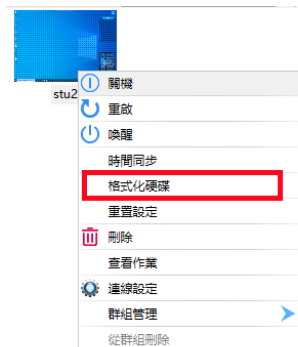 stu2
關機
重啟
喚醒
時間同步
格式化硬碟
重置設定
刪除
查看作業
連線設定
群組管理
從群組刪除